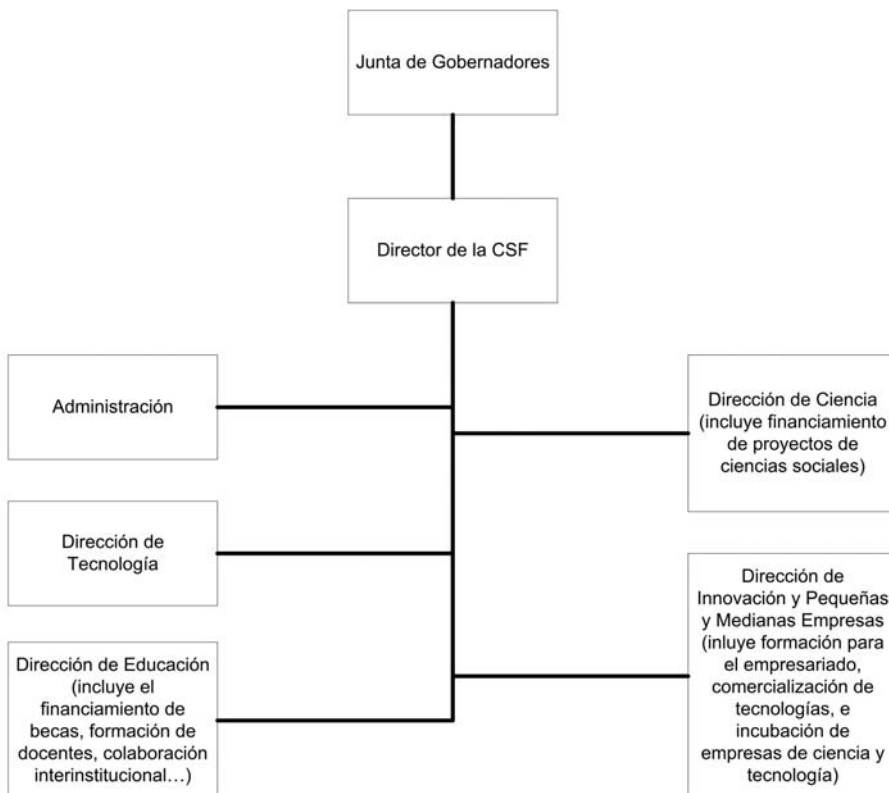 Junta de Gobernadores
Director de la CSF
Administración
Dirección de Ciencia
(incluye financiamiento
de proyectos de
ciencias sociales)
Dirección de
Tecnología
Dirección de
Innovación y Pequeñas
y Medianas Empresas
(inluye formación para
el empresariado,
comercialización de
tecnologías, e
incubación de
empresas de ciencia y
tecnología)
Dirección de Educación
(incluye el
financiamiento de
becas, formación de
docentes, colaboración
interinstitucional…)